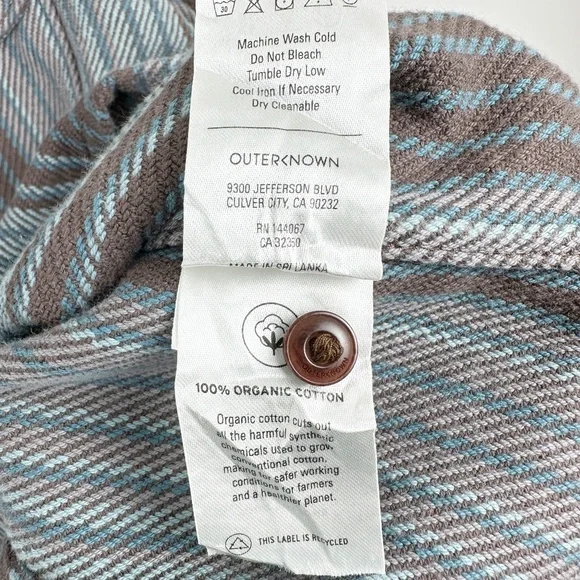 30
Machine Wash Cold
Do Not Bleach
Tumble Dry Low
Cool Iron If Necessary
Dry Cleanable
OUTERKNOWN
9300 JEFFERSON BLVD
CULVER CITY, CA 90232
RN 144067
CA 32350
MADE IN SRI LANKA
OUTERKNOWN
100% ORGANIC COTTON
Organic cotton cuts out
all the harmful synthetic
chemicals used to grow
conventional cotton,
making for safer working
conditions for farmers
and a healthier planet.
THIS LABEL IS RECYCLED